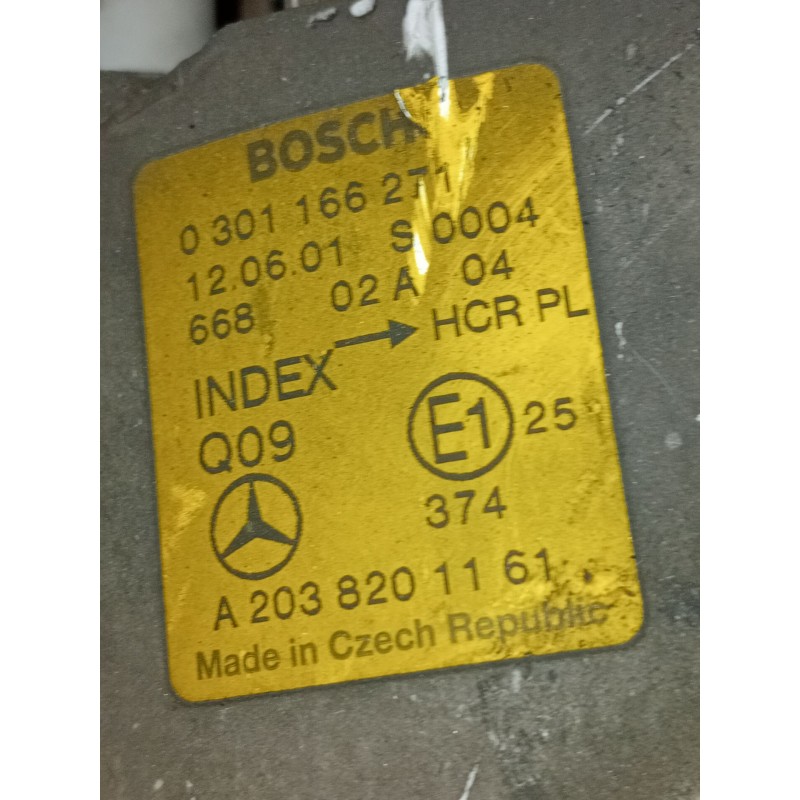 BOSCH
0 301 166 271
12.06.01 S 0004
668 02 A 04
INDEX → HCR PL
Q09 E1 25
374
A 203 820 11 61
Made in Czech Republic